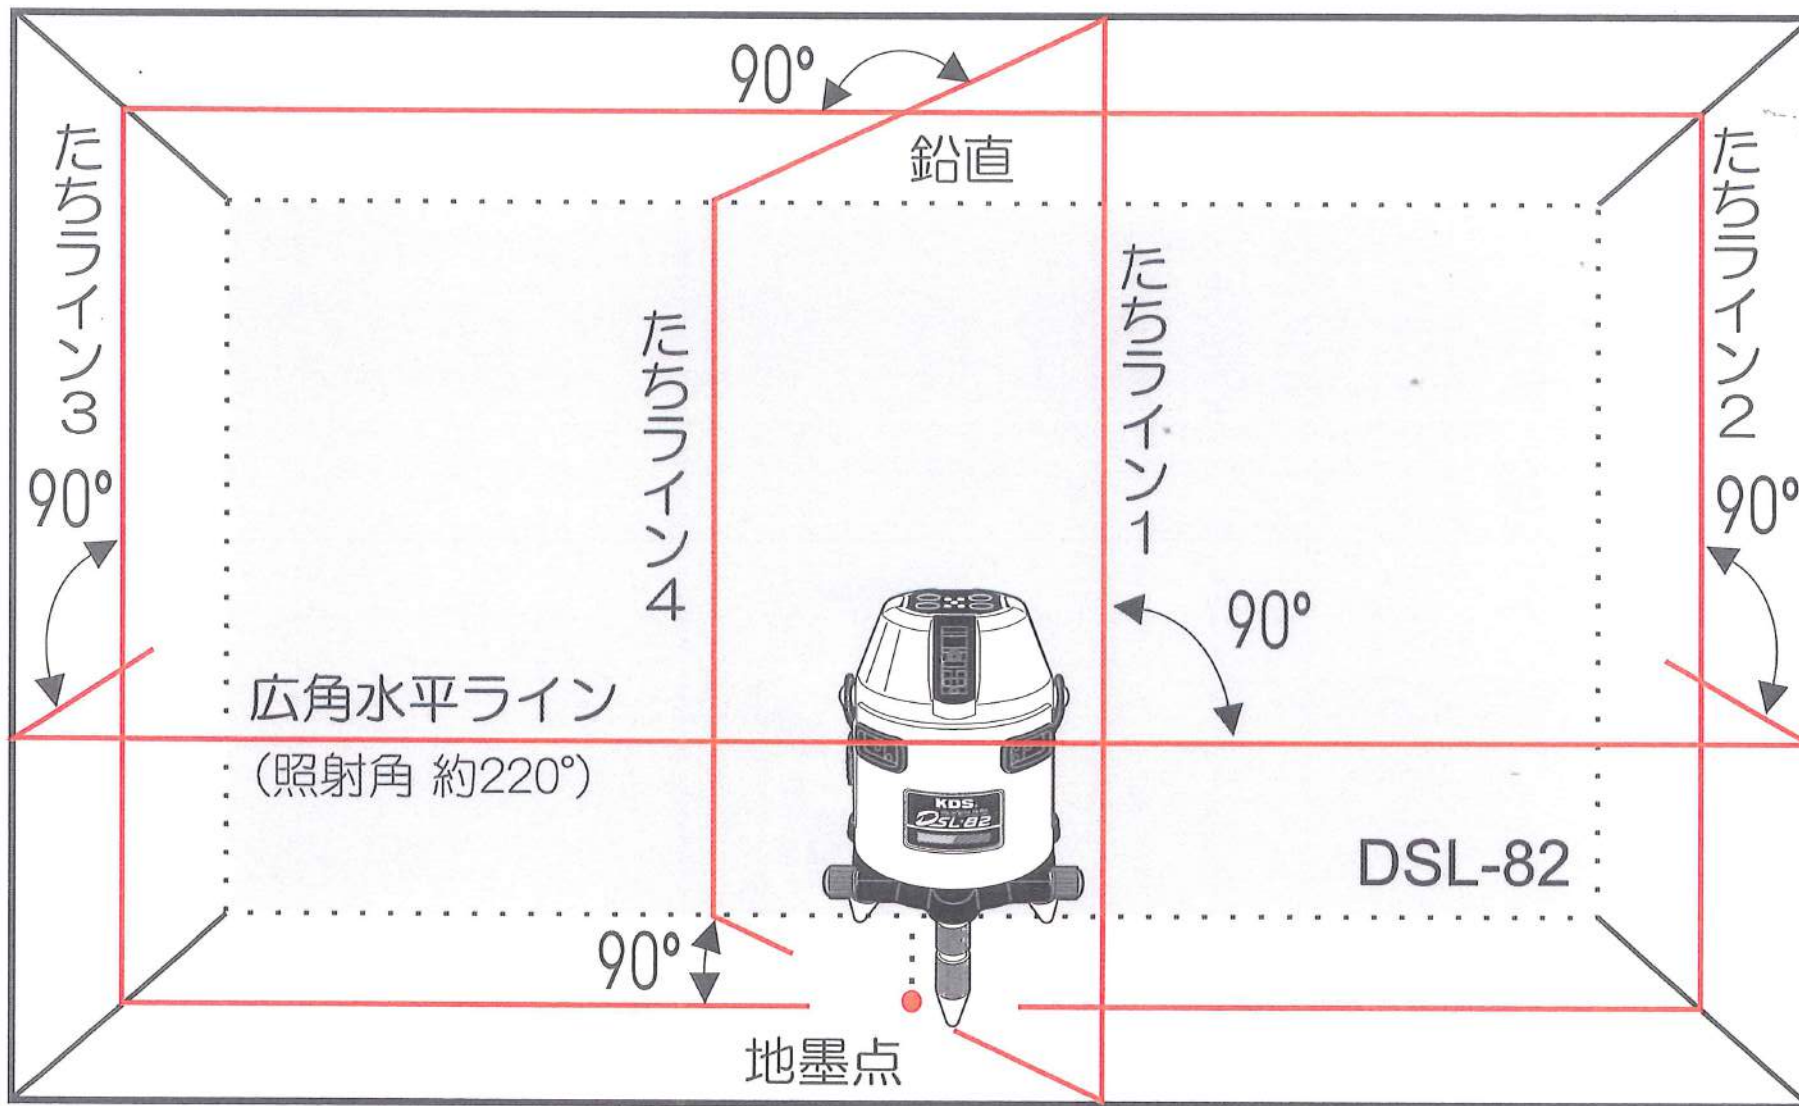 90°
鉛直
たちライン3
たちライン2
たちライン1
たちライン4
90°
90°
90°
広角水平ライン
(照射角 約220°)
KDS
DSL-82
DSL-82
90°
地墨点